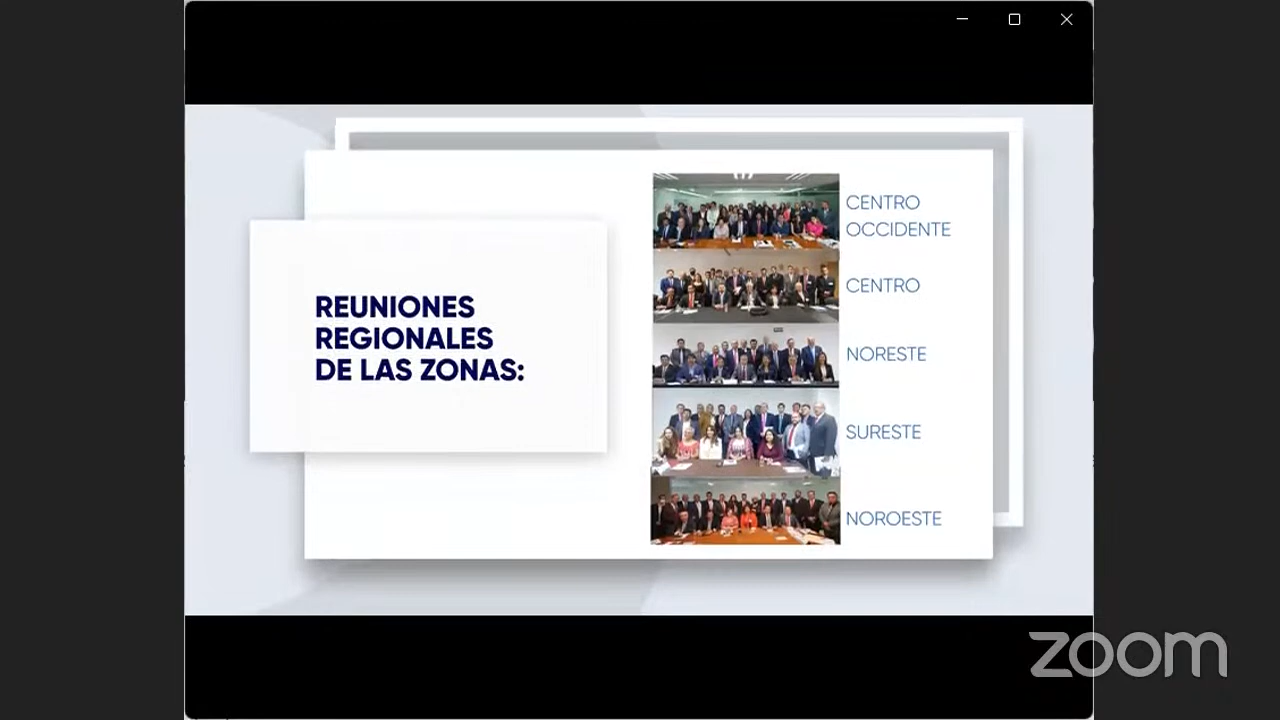 REUNIONES
REGIONALES
DE LAS ZONAS:
CENTRO
OCCIDENTE
CENTRO
NORESTE
SURESTE
NOROESTE
zoom